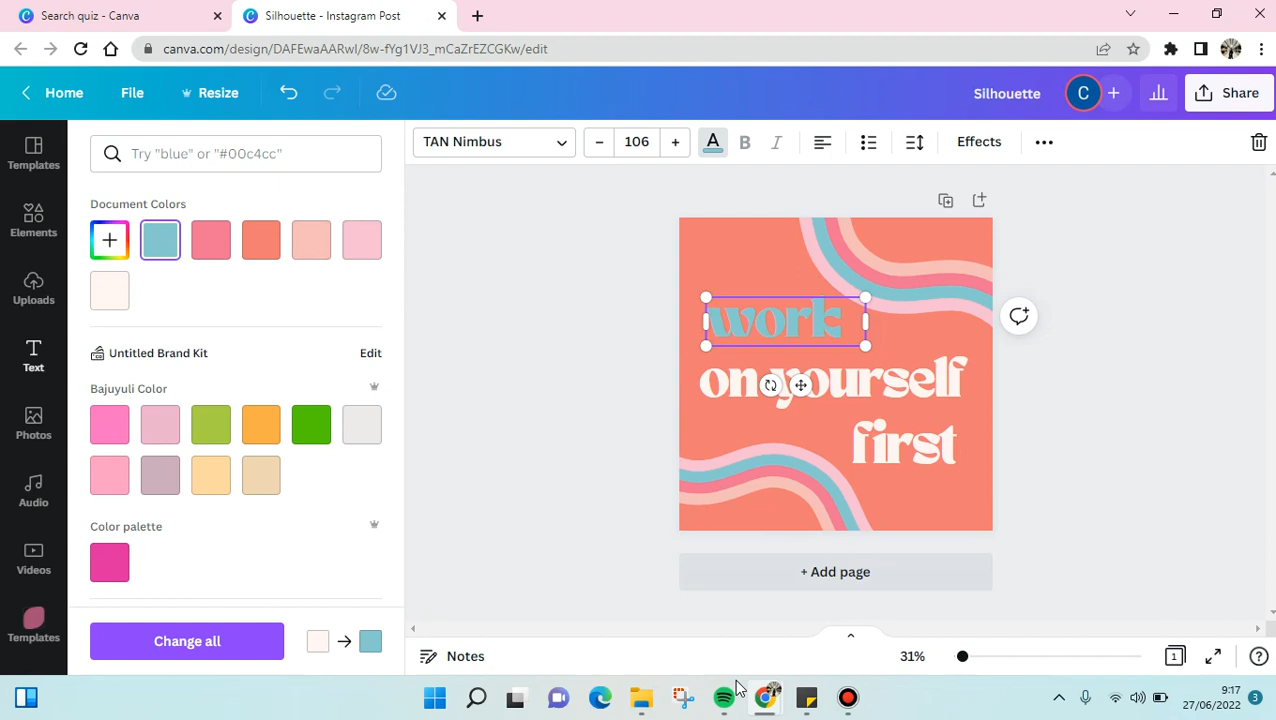 Search quiz - Canva
Silhouette - Instagram Post
canva.com/design/DAFEwaAARwl/8w-fYg1VJ3_mCaZrEZCGKw/edit
Home
File
Resize
Silhouette
C
Share
Templates
Elements
Uploads
Text
Photos
Audio
Videos
Templates
Try "blue" or "#00c4cc"
Document Colors
Untitled Brand Kit
Edit
Bajuyuli Color
Color palette
Change all
TAN Nimbus
106
A
B
I
Effects
work
on yourself
first
+ Add page
Notes
31%
1
9:17
27/06/2022
3